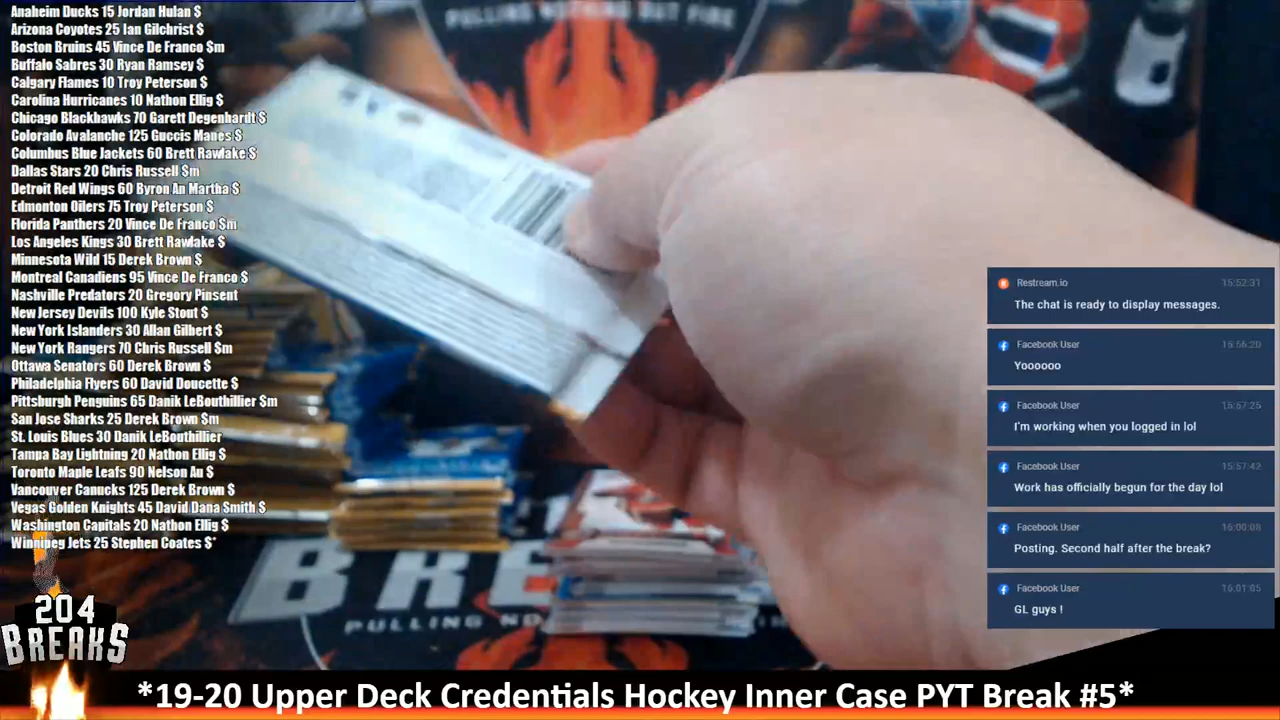 Anaheim Ducks 15 Jordan Hulan $
Arizona Coyotes 25 Ian Gilchrist $
Boston Bruins 45 Vince De Franco $m
Buffalo Sabres 30 Ryan Ramsey $
Calgary Flames 10 Troy Peterson $
Carolina Hurricanes 10 Nathon Ellig $
Chicago Blackhawks 70 Garett Degenhardt $
Colorado Avalanche 125 Guccis Manes $
Columbus Blue Jackets 60 Brett Rawlake $
Dallas Stars 20 Chris Russell $m
Detroit Red Wings 60 Byron An Martha $
Edmonton Oilers 75 Troy Peterson $
Florida Panthers 20 Vince De Franco $m
Los Angeles Kings 30 Brett Rawlake $
Minnesota Wild 15 Derek Brown $
Montreal Canadiens 95 Vince De Franco $
Nashville Predators 20 Gregory Pinsent
New Jersey Devils 100 Kyle Stout $
New York Islanders 30 Allan Gilbert $
New York Rangers 70 Chris Russell $m
Ottawa Senators 60 Derek Brown $
Philadelphia Flyers 60 David Doucette $
Pittsburgh Penguins 65 Danik LeBouthillier $m
San Jose Sharks 25 Derek Brown $m
St. Louis Blues 30 Danik LeBouthillier
Tampa Bay Lightning 20 Nathon Ellig $
Toronto Maple Leafs 90 Nelson Au $
Vancouver Canucks 125 Derek Brown $
Vegas Golden Knights 45 David Dana Smith $
Washington Capitals 20 Nathon Ellig $
Winnipeg Jets 25 Stephen Coates $*
204
BREAKS
PULLING NOTHING BUT FIRE
BRE
PULLING NO
Restream.io 15:52:31
The chat is ready to display messages.
Facebook User 15:56:20
Yoooooo
Facebook User 15:57:25
I'm working when you logged in lol
Facebook User 15:57:42
Work has officially begun for the day lol
Facebook User 16:00:08
Posting. Second half after the break?
Facebook User 16:01:05
GL guys !
*19-20 Upper Deck Credentials Hockey Inner Case PYT Break #5*